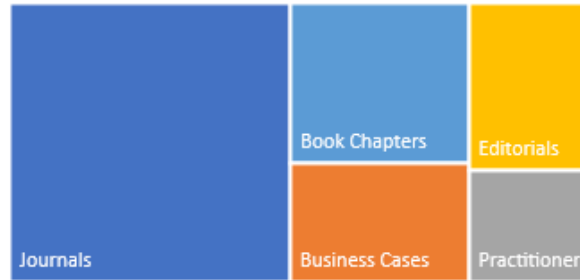 Book Chapters
Editorials
Journals
Business Cases
Practitioner